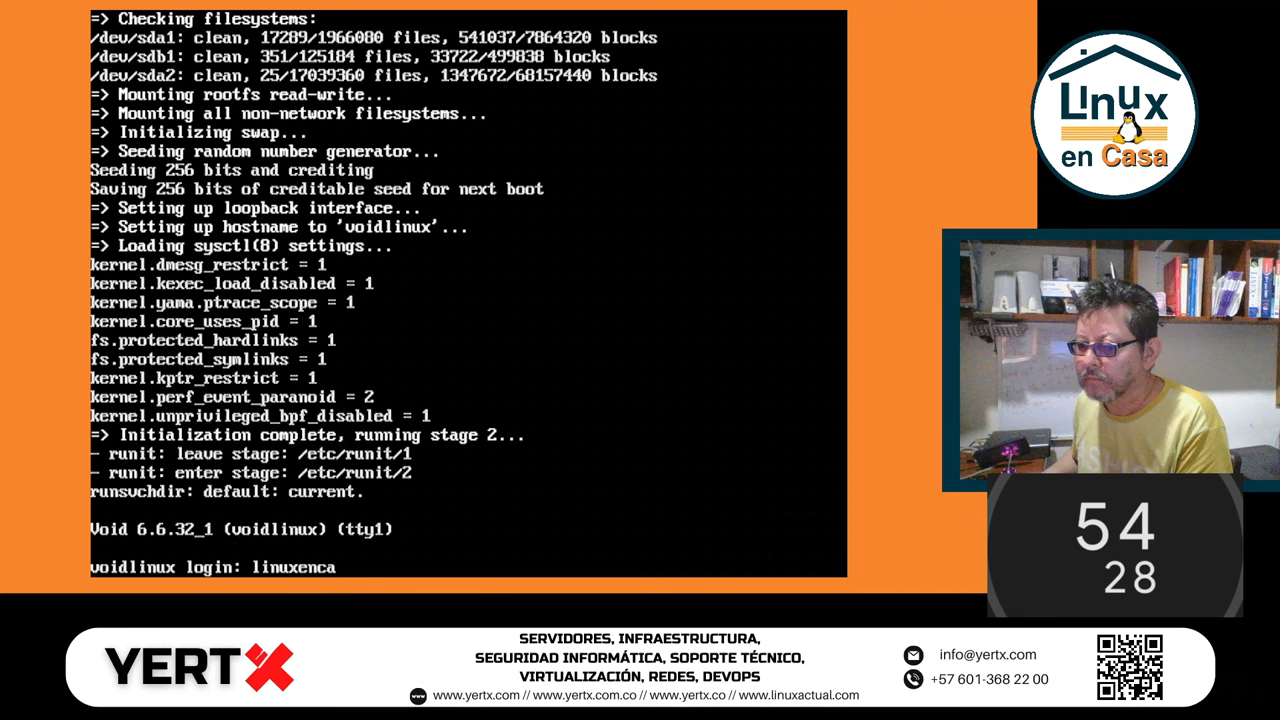 => Checking filesystems:
/dev/sda1: clean, 17289/1966080 files, 541037/7864320 blocks
/dev/sdb1: clean, 351/125184 files, 33722/499838 blocks
/dev/sda2: clean, 25/17039360 files, 1347672/68157440 blocks
=> Mounting rootfs read-write...
=> Mounting all non-network filesystems...
=> Initializing swap...
=> Seeding random number generator...
Seeding 256 bits and crediting
Saving 256 bits of creditable seed for next boot
=> Setting up loopback interface...
=> Setting up hostname to 'voidlinux'...
=> Loading sysctl(8) settings...
kernel.dmesg_restrict = 1
kernel.kexec_load_disabled = 1
kernel.yama.ptrace_scope = 1
kernel.core_uses_pid = 1
fs.protected_hardlinks = 1
fs.protected_symlinks = 1
kernel.kptr_restrict = 1
kernel.perf_event_paranoid = 2
kernel.unprivileged_bpf_disabled = 1
=> Initialization complete, running stage 2...
- runit: leave stage: /etc/runit/1
- runit: enter stage: /etc/runit/2
runsvchdir: default: current.
Void 6.6.32_1 (voidlinux) (tty1)
voidlinux login: linuxenca
Linux
en Casa
54
28
YERTX
SERVIDORES, INFRAESTRUCTURA,
SEGURIDAD INFORMÁTICA, SOPORTE TÉCNICO,
VIRTUALIZACIÓN, REDES, DEVOPS
www.yertx.com // www.yertx.com.co // www.yertx.co // www.linuxactual.com
info@yertx.com
+57 601-368 22 00